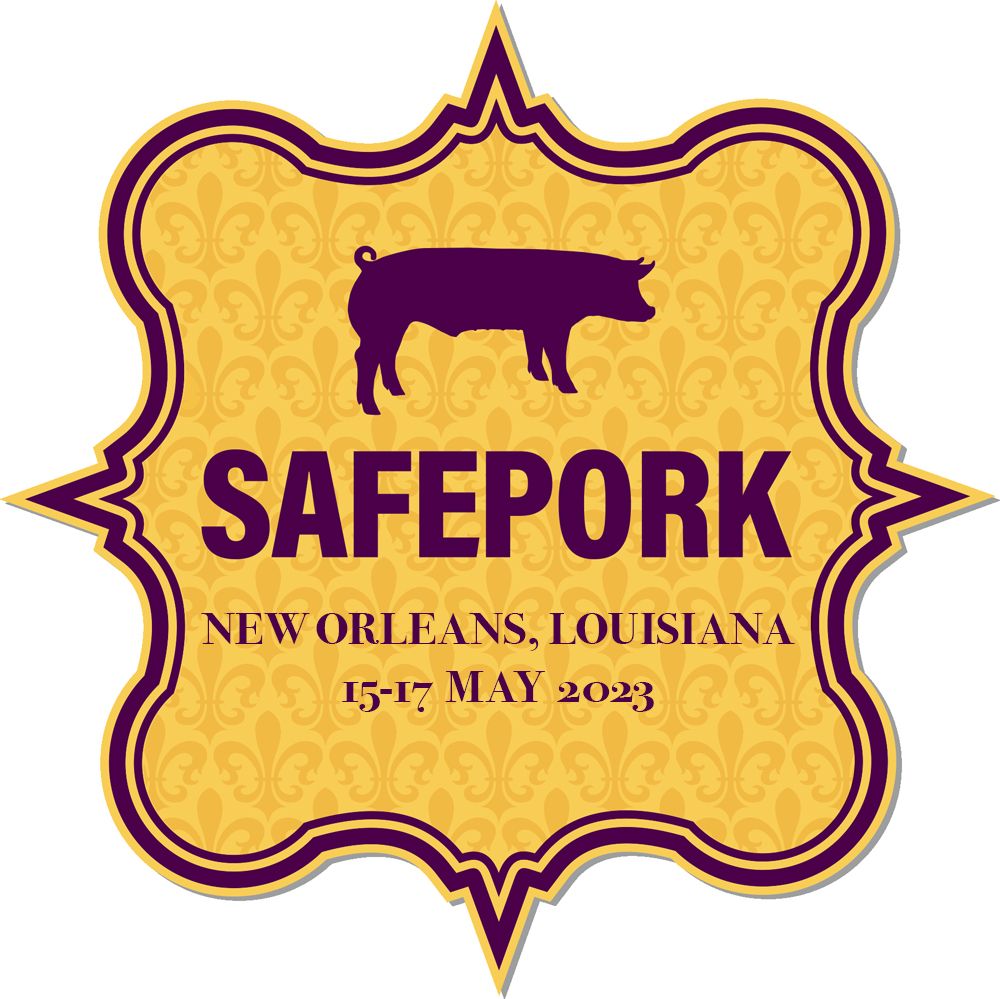 SAFEPORK
NEW ORLEANS, LOUISIANA
15-17 MAY 2023